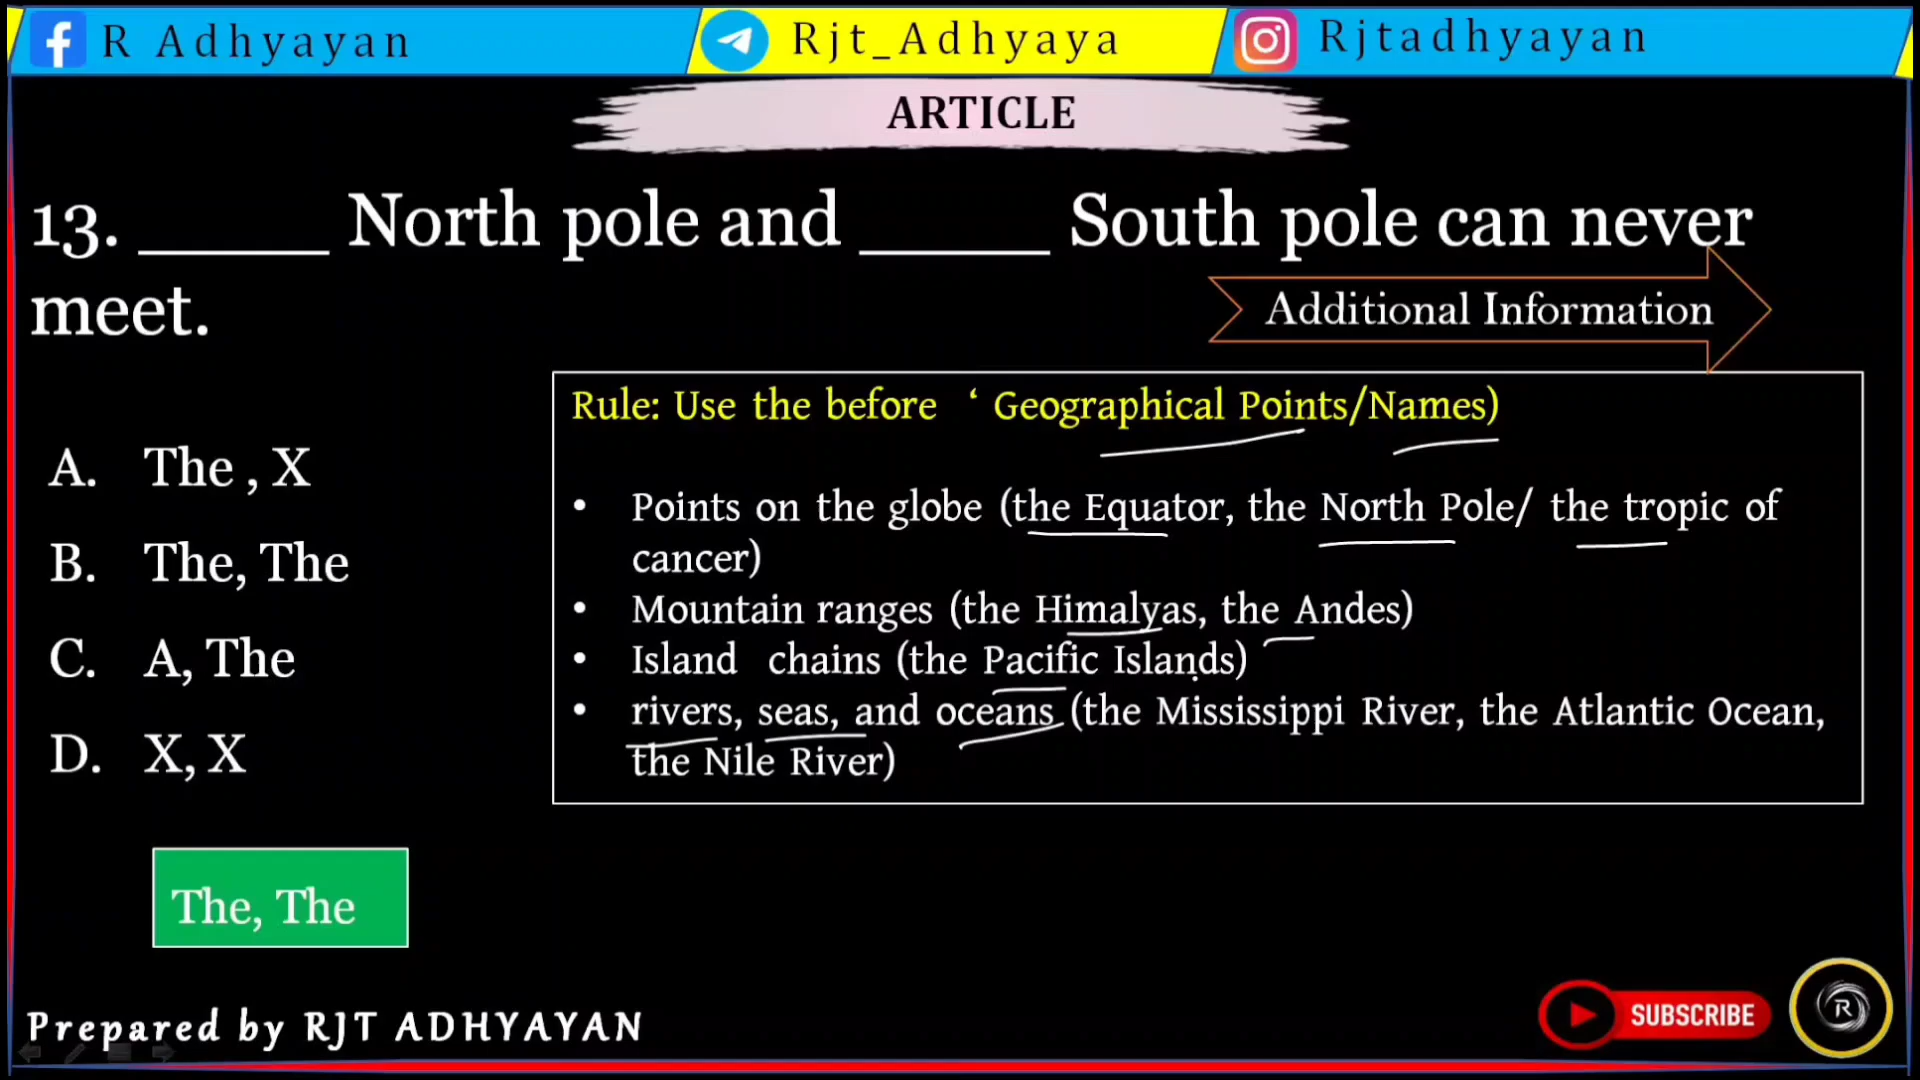 R Adhyayan Rjt_Adhyaya Rjtadhyayan
ARTICLE
13. _____ North pole and _____ South pole can never
meet.
Additional Information
Rule: Use the before ‘ Geographical Points/Names)
• Points on the globe (the Equator, the North Pole/ the tropic of
cancer)
• Mountain ranges (the Himalyas, the Andes)
• Island chains (the Pacific Islands)
• rivers, seas, and oceans (the Mississippi River, the Atlantic Ocean,
the Nile River)
A. The , X
B. The, The
C. A, The
D. X, X
The, The
Prepared by RJT ADHYAYAN
SUBSCRIBE
R